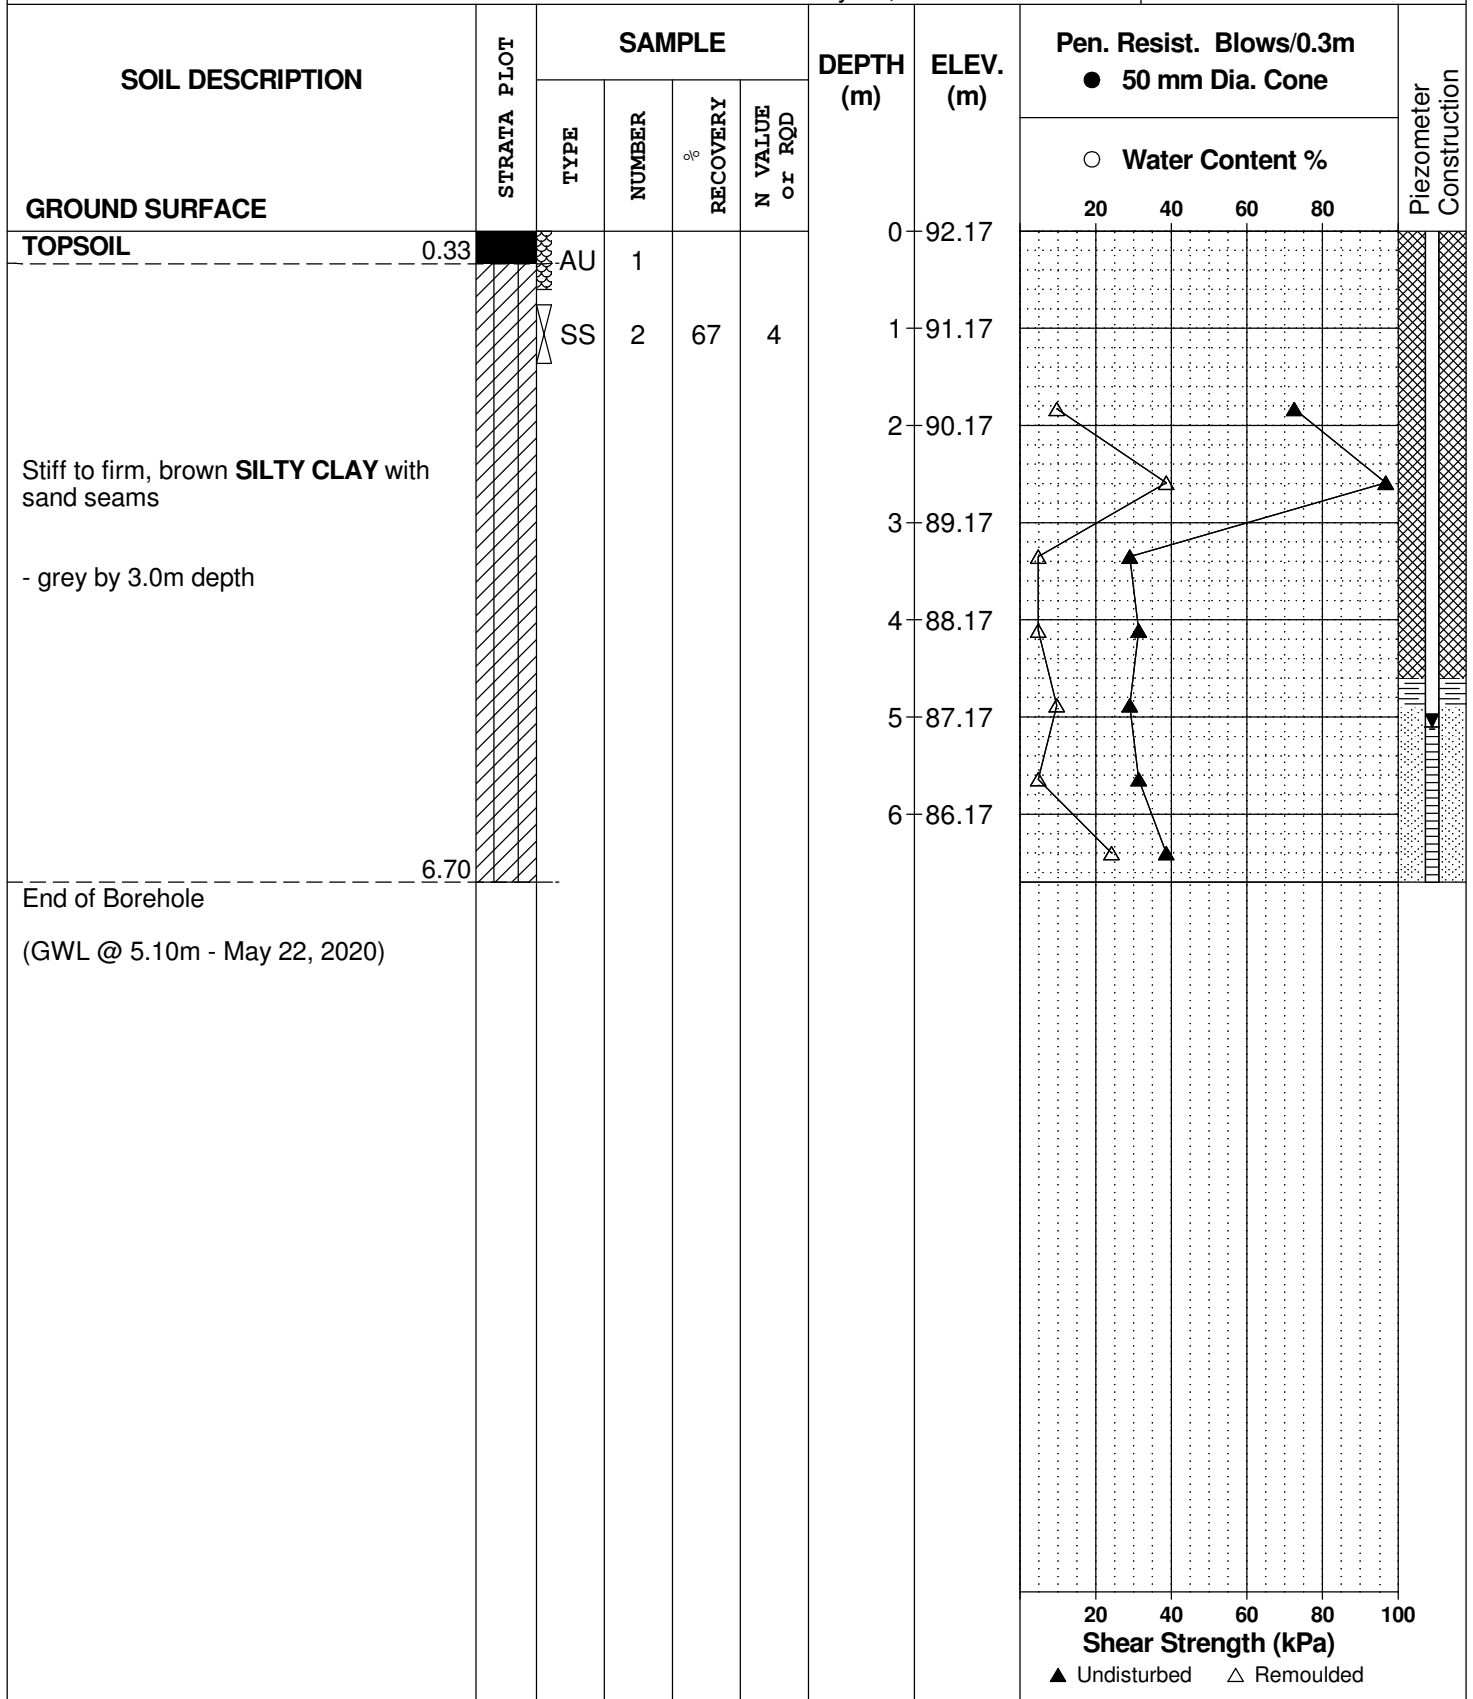 SOIL DESCRIPTION
GROUND SURFACE
STRATA PLOT
SAMPLE
TYPE
NUMBER
%
RECOVERY
N VALUE
or RQD
DEPTH
(m)
ELEV.
(m)
Pen. Resist. Blows/0.3m
● 50 mm Dia. Cone
○ Water Content %
20 40 60 80
Piezometer
Construction
TOPSOIL 0.33
AU 1
SS 2 67 4
0 92.17
1 91.17
2 90.17
Stiff to firm, brown SILTY CLAY with
sand seams
3 89.17
- grey by 3.0m depth
4 88.17
5 87.17
6 86.17
6.70
End of Borehole
(GWL @ 5.10m - May 22, 2020)
20 40 60 80 100
Shear Strength (kPa)
▲ Undisturbed △ Remoulded